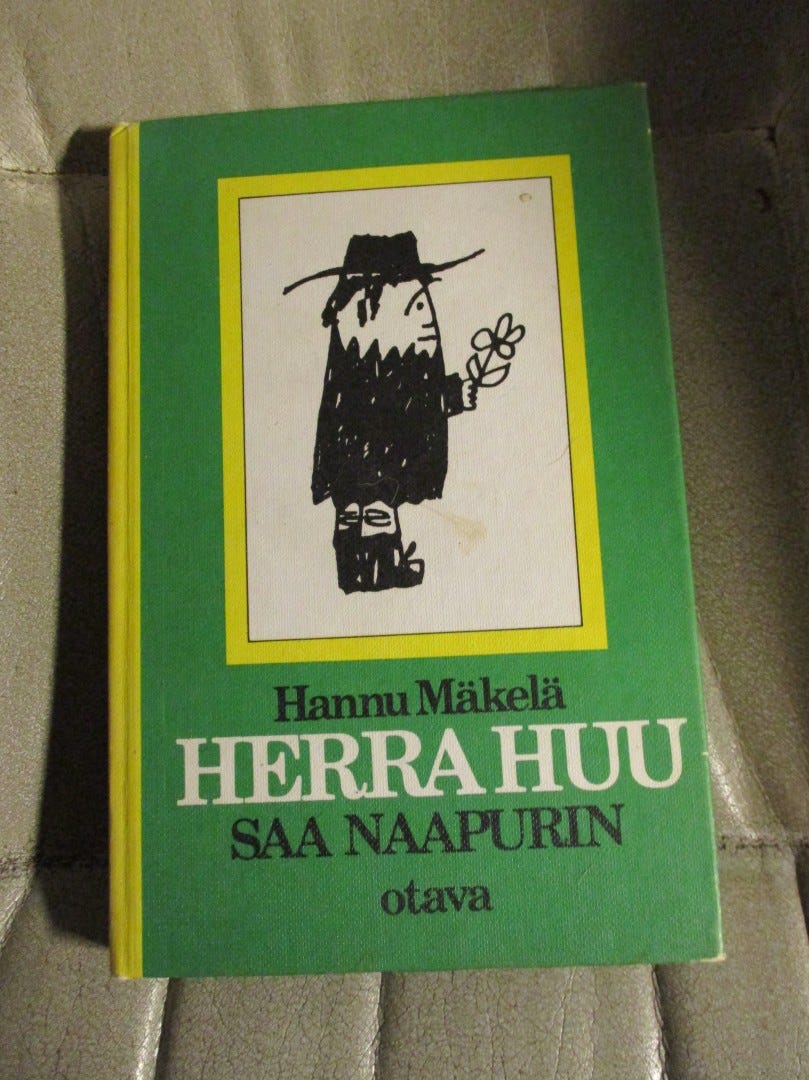 Hannu Mäkelä
HERRA HUU
SAA NAAPURIN
otava